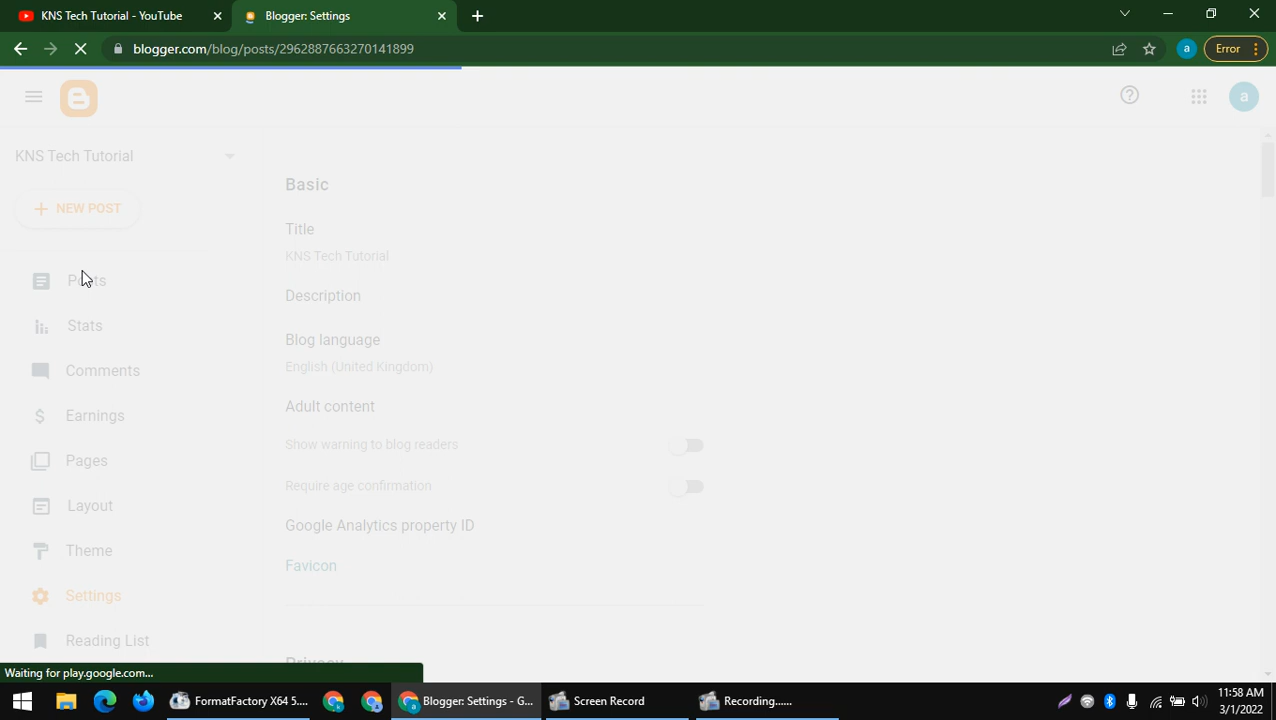 KNS Tech Tutorial - YouTube
Blogger: Settings
blogger.com/blog/posts/2962887663270141899
a
Error
a
KNS Tech Tutorial
NEW POST
Posts
Stats
Comments
Earnings
Pages
Layout
Theme
Settings
Reading List
Basic
Title
KNS Tech Tutorial
Description
Blog language
English (United Kingdom)
Adult content
Show warning to blog readers
Require age confirmation
Google Analytics property ID
Favicon
Privacy
Waiting for play.google.com...
FormatFactory X64 5....
Blogger: Settings - G...
Screen Record
Recording......
11:58 AM
3/1/2022